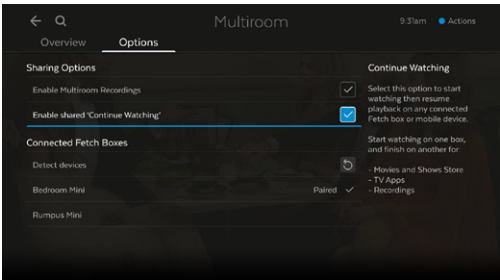 Multiroom
9:31am Actions
Overview Options
Sharing Options
Enable Multiroom Recordings
Enable shared 'Continue Watching'
Connected Fetch Boxes
Detect devices
Bedroom Mini Paired
Rumpus Mini
Continue Watching
Select this option to start
watching then resume
playback on any connected
Fetch box or mobile device.
Start watching on one box,
and finish on another for
- Movies and Shows Store
- TV Apps
- Recordings